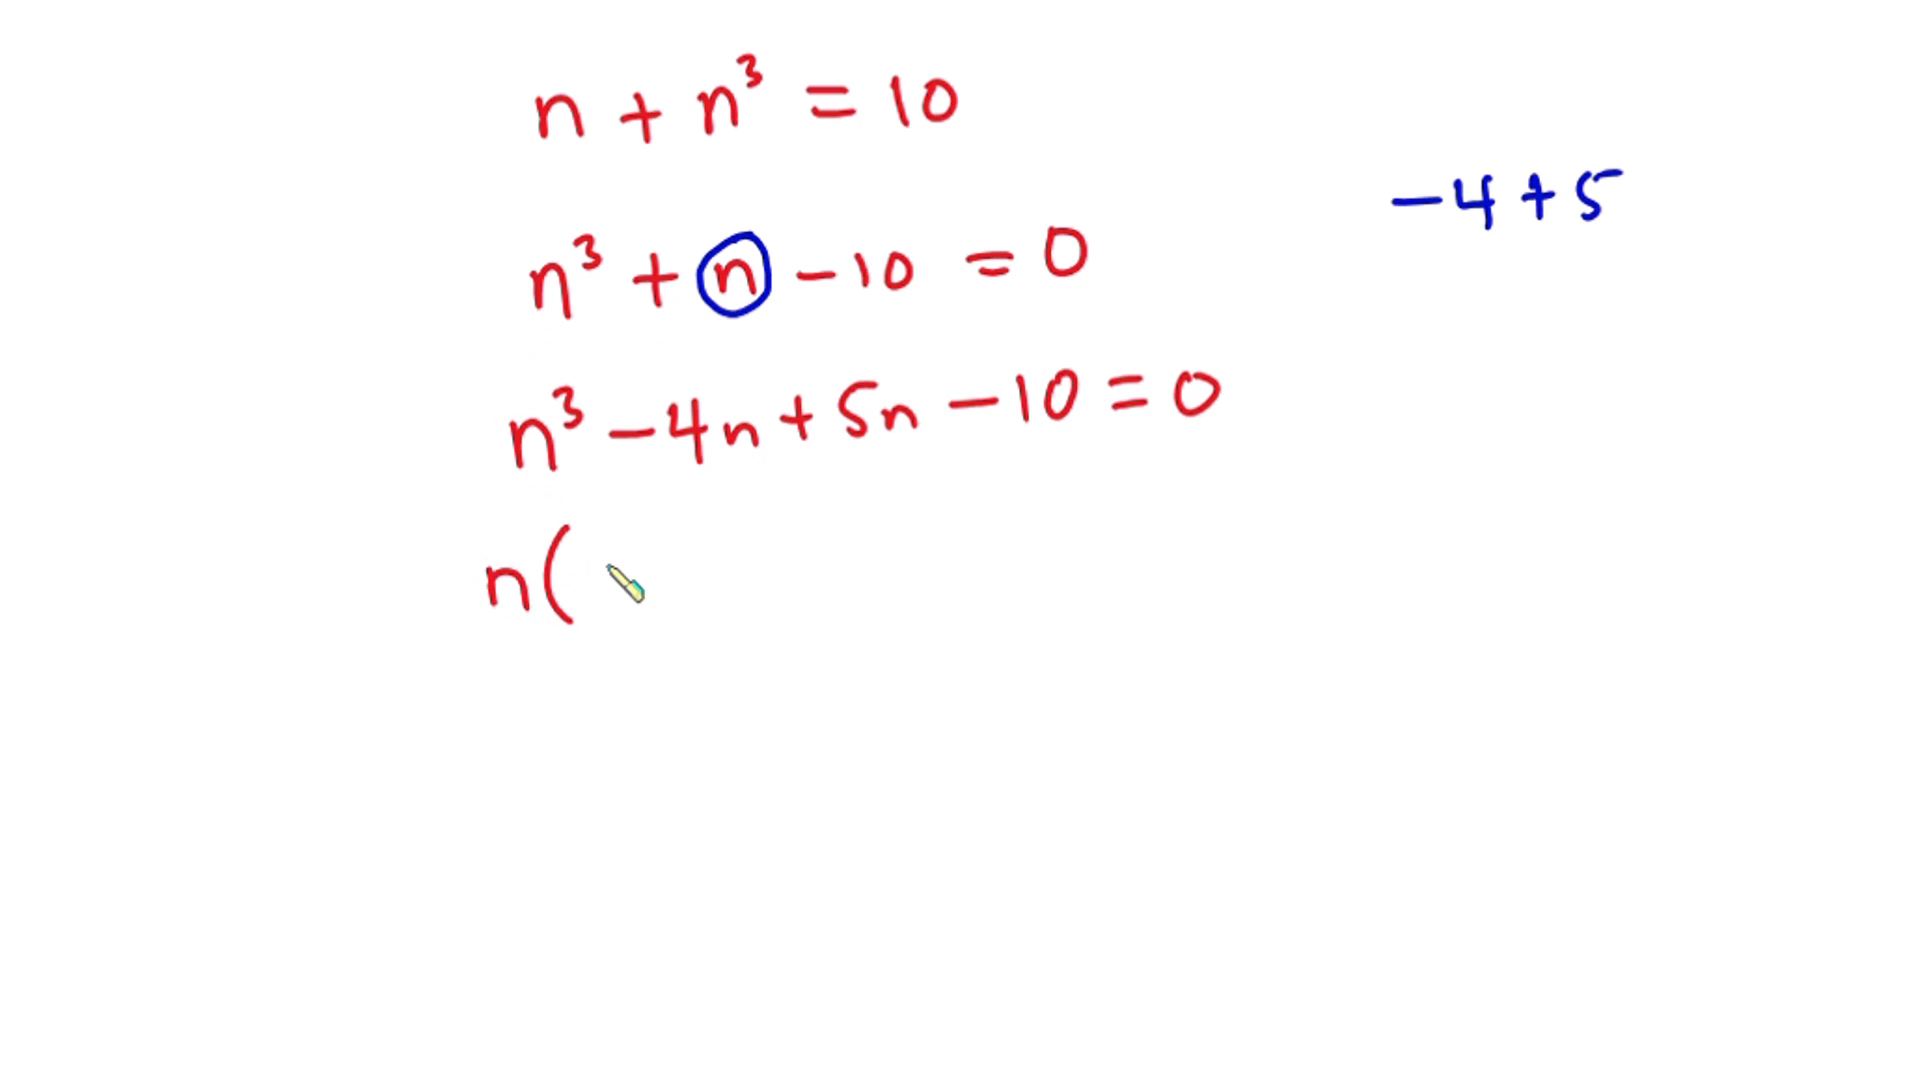 n + n³ = 10
-4 + 5
n³ + n - 10 = 0
n³ - 4n + 5n - 10 = 0
n(